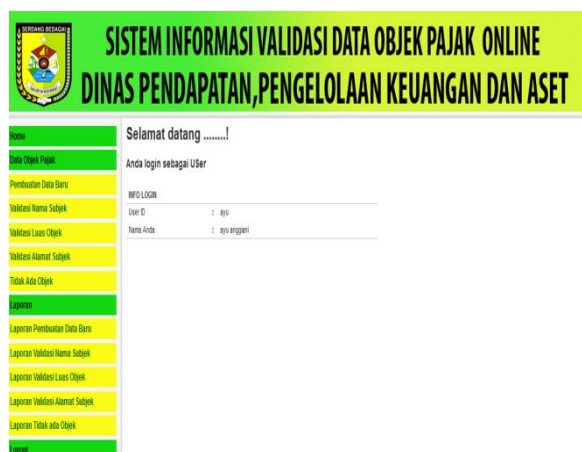 SERDANG BEDAGAI
SISTEM INFORMASI VALIDASI DATA OBJEK PAJAK ONLINE
DINAS PENDAPATAN,PENGELOLAAN KEUANGAN DAN ASET
Home
Data Objek Pajak
Pembuatan Data Baru
Validasi Nama Subjek
Validasi Luas Objek
Validasi Alamat Subjek
Tidak Ada Objek
Laporan
Laporan Pembuatan Data Baru
Laporan Validasi Nama Subjek
Laporan Validasi Luas Objek
Laporan Validasi Alamat Subjek
Laporan Tidak ada Objek
Logout
Selamat datang ........!
Anda login sebagai USer
INFO LOGIN
User ID : ayu
Nama Anda : ayu anggiani